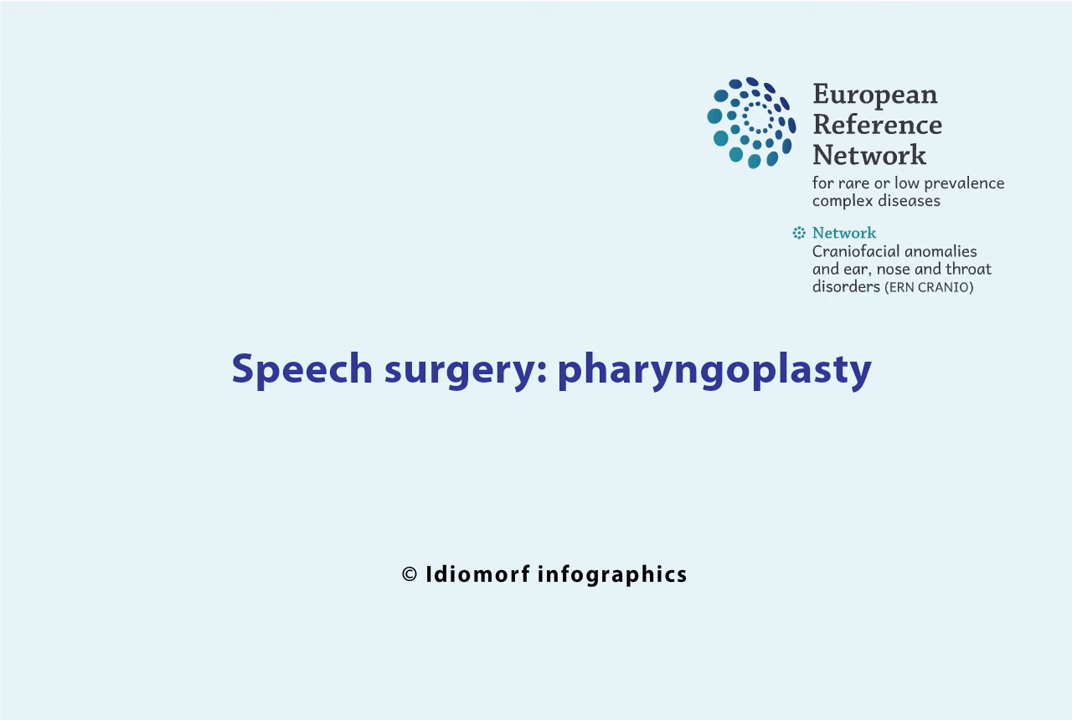 European
Reference
Network
for rare or low prevalence
complex diseases
Network
Craniofacial anomalies
and ear, nose and throat
disorders (ERN CRANIO)
Speech surgery: pharyngoplasty
© Idiomorf infographics